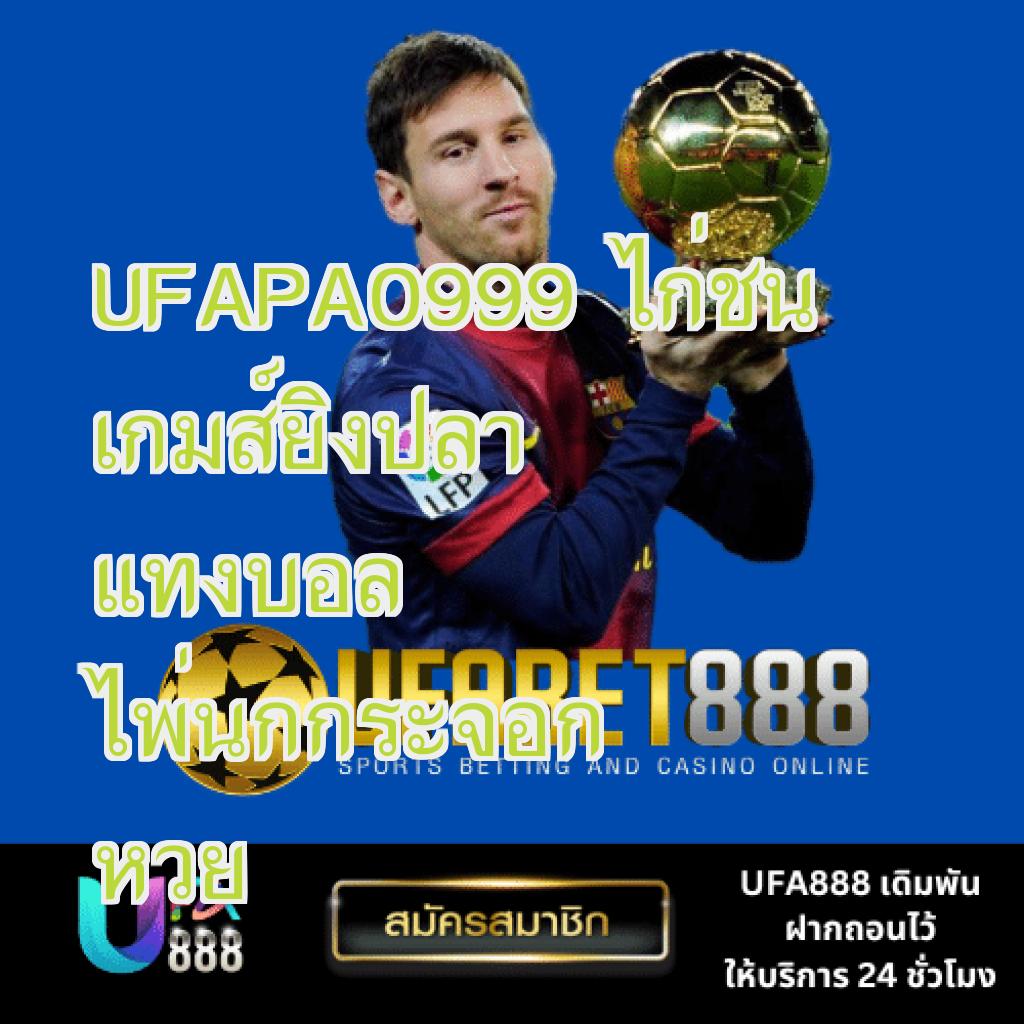 UFAPA0999 ไก่ชน
เกมส์ยิงปลา
LFP
แทงบอล
UFABET888
ไพ่นกกระจอก
SPORTS BETTING AND CASINO ONLINE
หวย
888
สมัครสมาชิก
UFA888 เดิมพัน
ฝากถอนไว้
ให้บริการ 24 ชั่วโมง